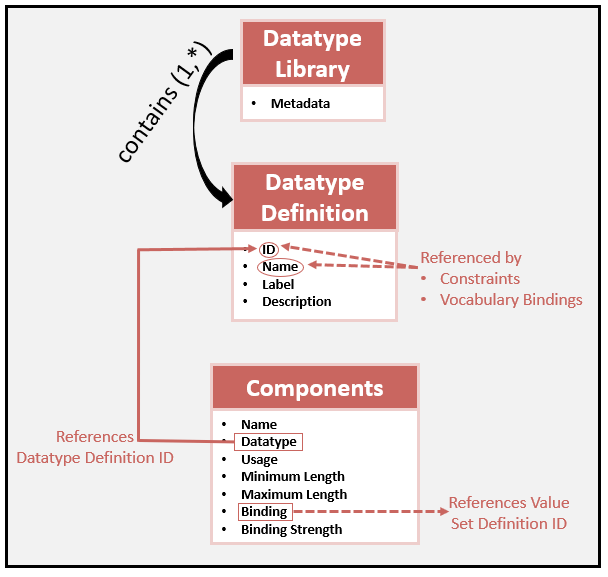 Datatype
Library
• Metadata
contains (1,*)
Datatype
Definition
• ID
• Name
• Label
• Description
Referenced by
• Constraints
• Vocabulary Bindings
Components
• Name
• Datatype
• Usage
• Minimum Length
• Maximum Length
• Binding
• Binding Strength
References
Datatype Definition ID
References Value
Set Definition ID